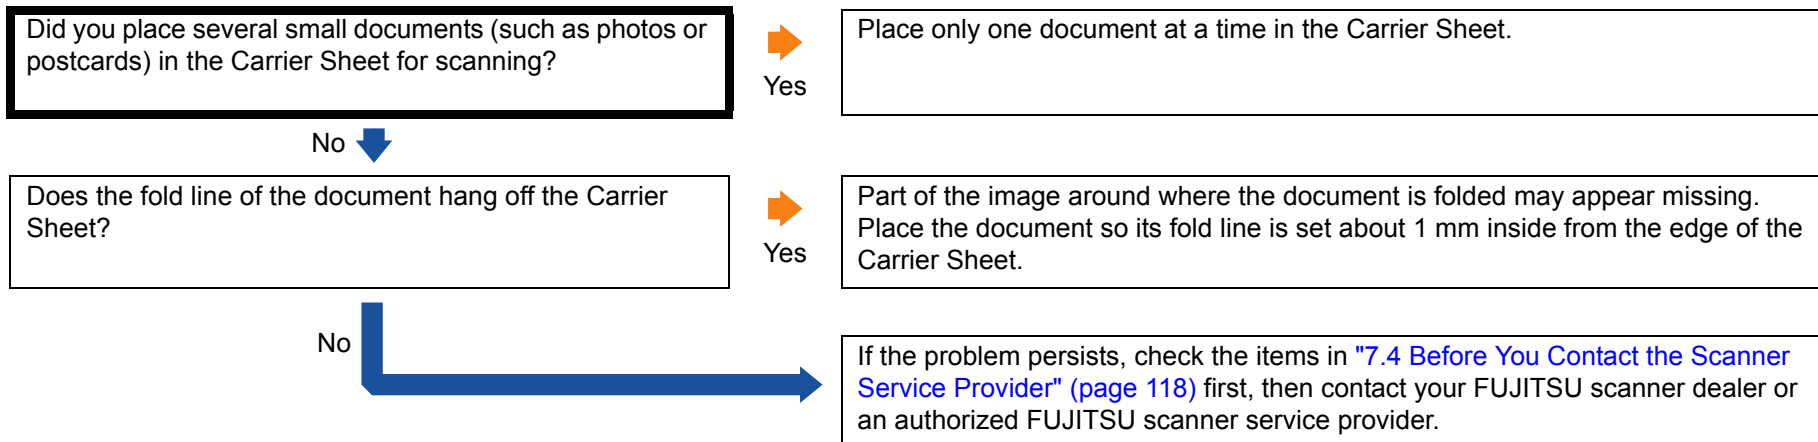 Did you place several small documents (such as photos or
postcards) in the Carrier Sheet for scanning?
Yes
Place only one document at a time in the Carrier Sheet.
No
Does the fold line of the document hang off the Carrier
Sheet?
Yes
Part of the image around where the document is folded may appear missing.
Place the document so its fold line is set about 1 mm inside from the edge of the
Carrier Sheet.
No
If the problem persists, check the items in "7.4 Before You Contact the Scanner
Service Provider" (page 118) first, then contact your FUJITSU scanner dealer or
an authorized FUJITSU scanner service provider.